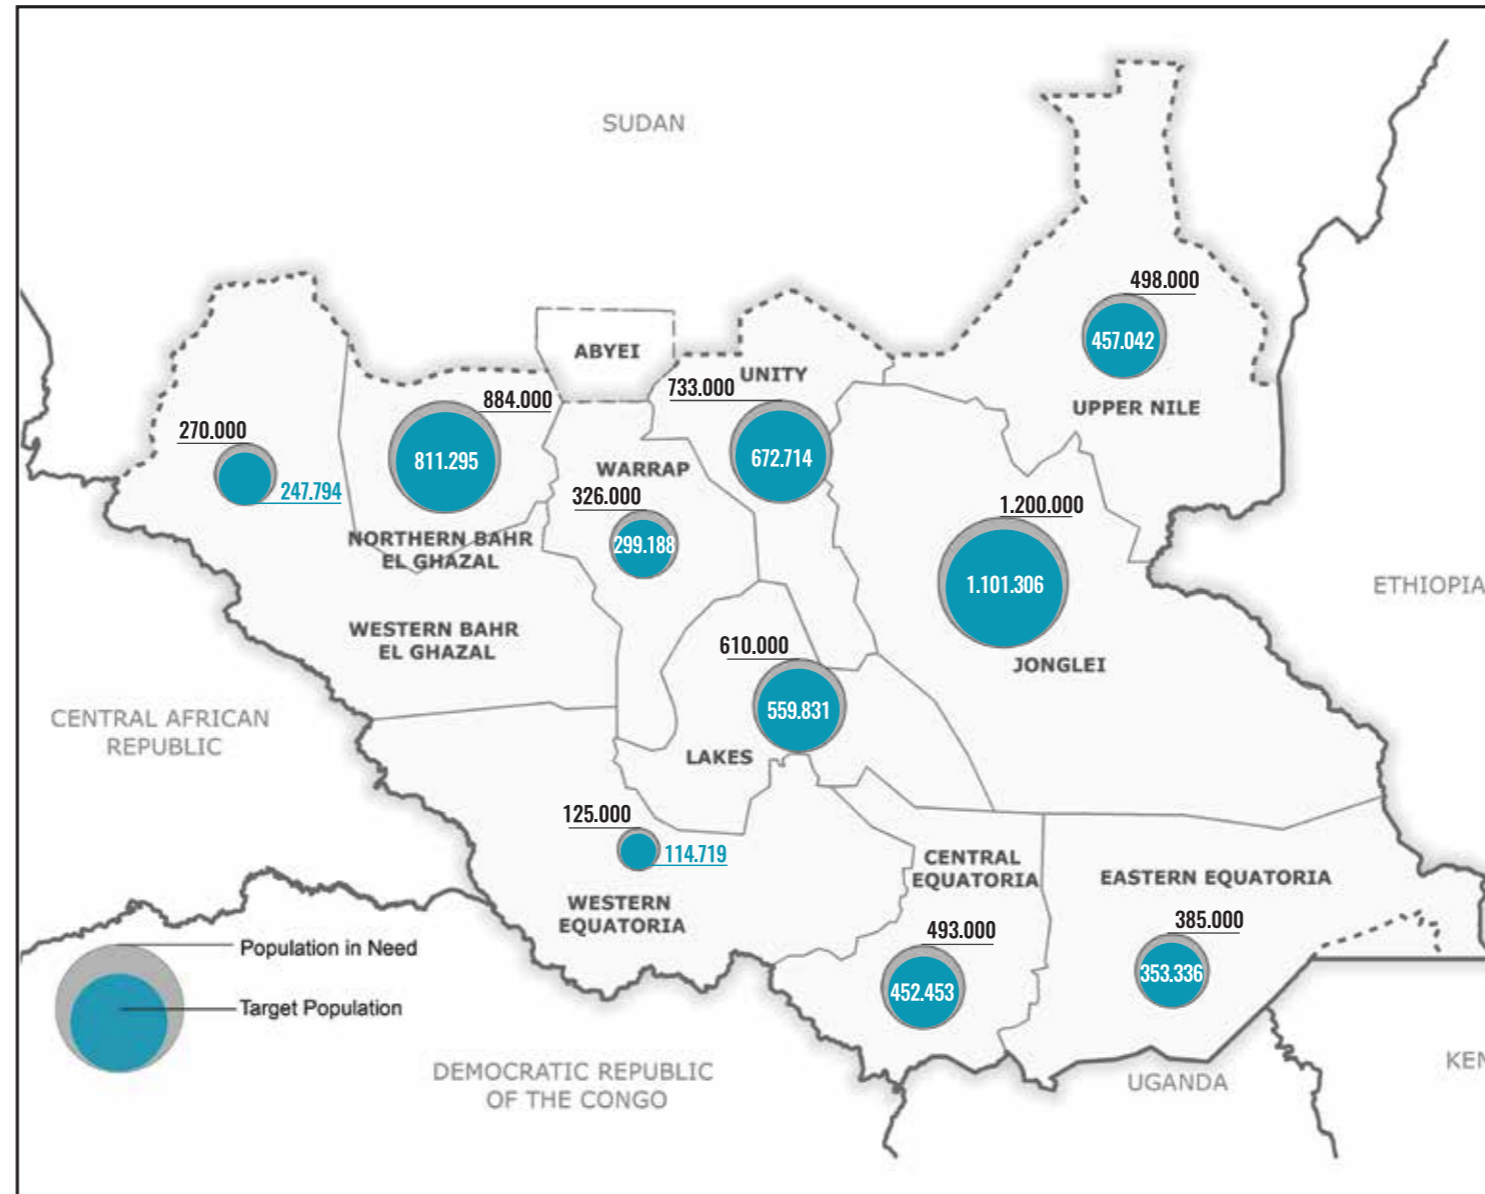 SUDAN
498.000
457.042
UPPER NILE
ABYEI
UNITY
733.000
672.714
884.000
811.295
NORTHERN BAHR
EL GHAZAL
270.000
247.794
WESTERN BAHR
EL GHAZAL
WARRAP
326.000
299.188
1.200.000
1.101.306
JONGLEI
ETHIOPIA
610.000
559.831
LAKES
CENTRAL AFRICAN
REPUBLIC
125.000
114.719
WESTERN
EQUATORIA
CENTRAL
EQUATORIA
493.000
452.453
EASTERN EQUATORIA
385.000
353.336
Population in Need
Target Population
DEMOCRATIC REPUBLIC
OF THE CONGO
UGANDA
KEN